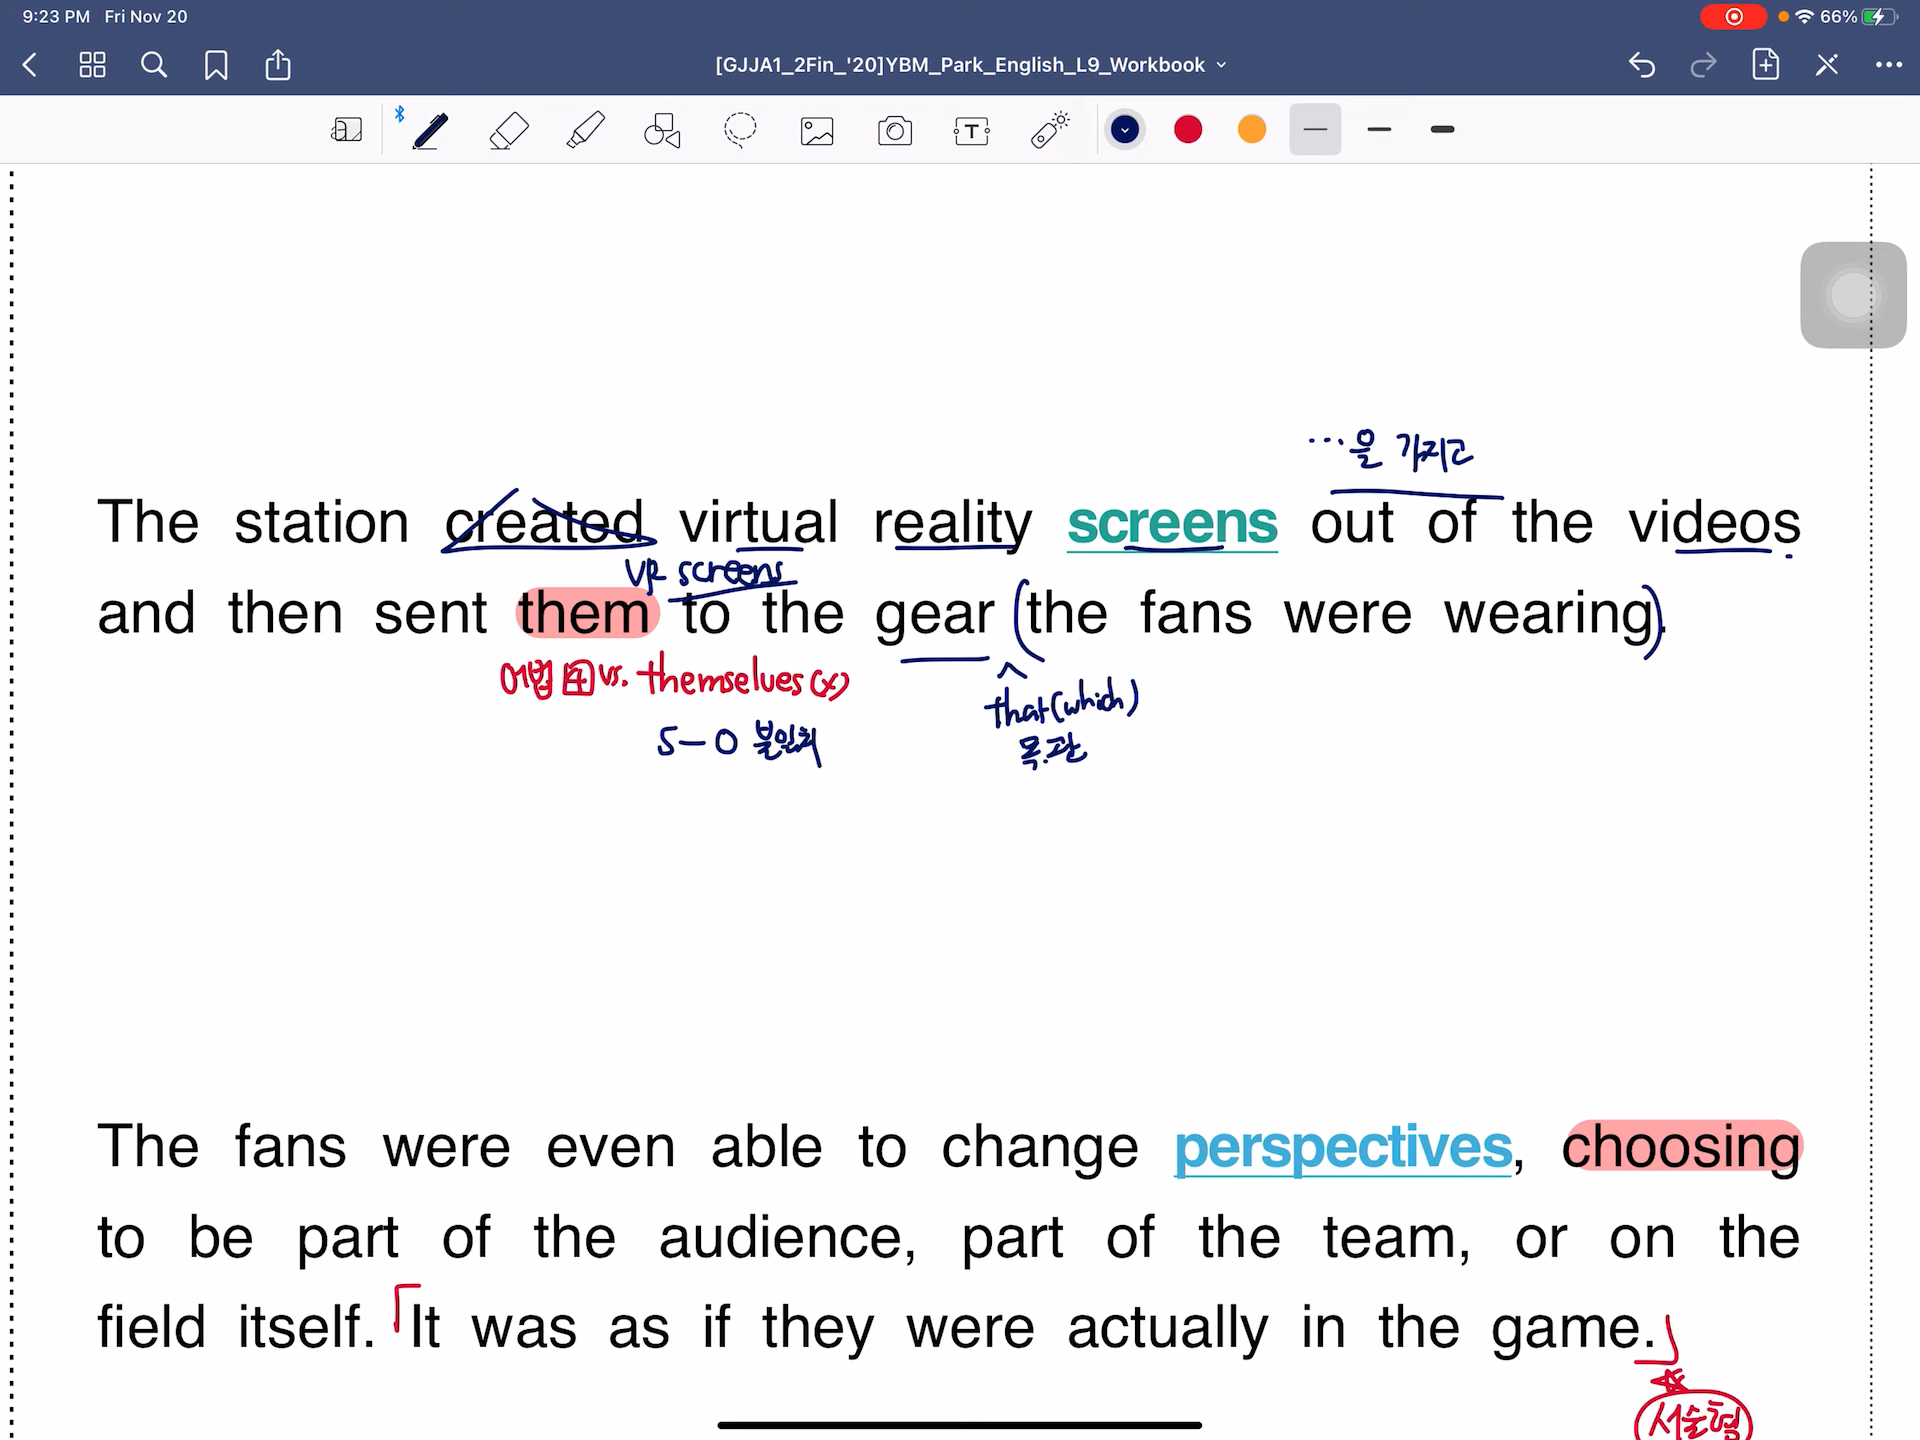 9:23 PM Fri Nov 20
66%
[GJJA1_2Fin_'20]YBM_Park_English_L9_Workbook
T
…을 가지고
The station created virtual reality screens out of the videos
VR screens
and then sent them to the gear (the fans were wearing).
어법 4 vs. themselves(x)
that(which)
S-O 불일치
목.관
The fans were even able to change perspectives, choosing
to be part of the audience, part of the team, or on the
field itself. 「It was as if they were actually in the game.」
서술형